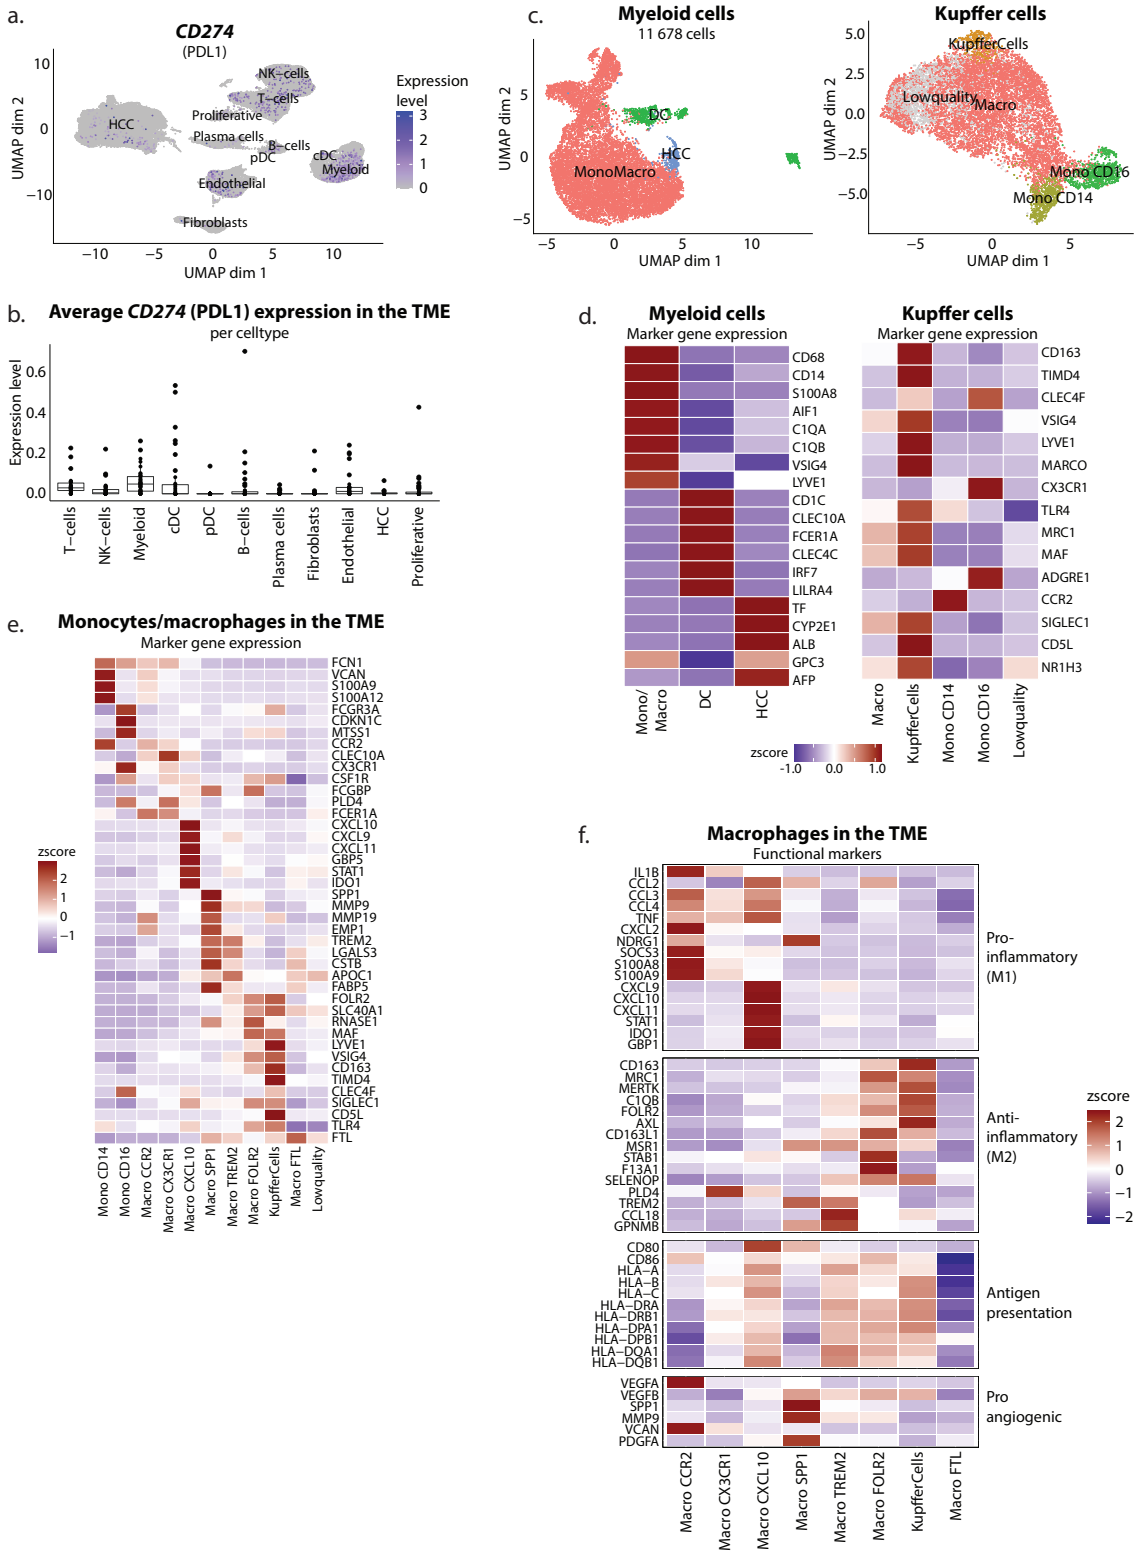 a.
CD274
(PDL1)
10
0
−10
UMAP dim 2
−10
−5
0
5
10
UMAP dim 1
NK−cells
T−cells
Proliferative
HCC
Plasma cells
B−cells
pDC
cDC
Myeloid
Endothelial
Fibroblasts
Expression
level
3
2
1
0
b.
Average CD274 (PDL1) expression in the TME
per celltype
Expression level
0.6
0.4
0.2
0.0
T−cells
NK−cells
Myeloid
cDC
pDC
B−cells
Plasma cells
Fibroblasts
Endothelial
HCC
Proliferative
c.
Myeloid cells
11 678 cells
UMAP dim 2
5
0
−5
−5
0
5
10
UMAP dim 1
DC
HCC
MonoMacro
Kupffer cells
UMAP dim 2
5.0
2.5
0.0
−2.5
−5.0
−5
0
5
UMAP dim 1
KupfferCells
Lowquality
Macro
Mono CD16
Mono CD14
d.
Myeloid cells
Marker gene expression
CD68
CD14
S100A8
AIF1
C1QA
C1QB
VSIG4
LYVE1
CD1C
CLEC10A
FCER1A
CLEC4C
IRF7
LILRA4
TF
CYP2E1
ALB
GPC3
AFP
Mono/
Macro
DC
HCC
Kupffer cells
Marker gene expression
CD163
TIMD4
CLEC4F
VSIG4
LYVE1
MARCO
CX3CR1
TLR4
MRC1
MAF
ADGRE1
CCR2
SIGLEC1
CD5L
NR1H3
Macro
KupfferCells
Mono CD14
Mono CD16
Lowquality
zscore
-1.0
0.0
1.0
e.
Monocytes/macrophages in the TME
Marker gene expression
FCN1
VCAN
S100A9
S100A12
FCGR3A
CDKN1C
MTSS1
CCR2
CLEC10A
CX3CR1
CSF1R
FCGBP
PLD4
FCER1A
CXCL10
CXCL9
CXCL11
GBP5
STAT1
IDO1
SPP1
MMP9
MMP19
EMP1
TREM2
LGALS3
CSTB
APOC1
FABP5
FOLR2
SLC40A1
RNASE1
MAF
LYVE1
VSIG4
CD163
TIMD4
CLEC4F
SIGLEC1
CD5L
TLR4
FTL
zscore
2
1
0
−1
Mono CD14
Mono CD16
Macro CCR2
Macro CX3CR1
Macro CXCL10
Macro SPP1
Macro TREM2
Macro FOLR2
KupfferCells
Macro FTL
Lowquality
f.
Macrophages in the TME
Functional markers
IL1B
CCL2
CCL3
CCL4
TNF
CXCL2
NDRG1
SOCS3
S100A8
S100A9
CXCL9
CXCL10
CXCL11
STAT1
IDO1
GBP1
Pro-
inflammatory
(M1)
CD163
MRC1
MERTK
C1QB
FOLR2
AXL
CD163L1
MSR1
STAB1
F13A1
SELENOP
PLD4
TREM2
CCL18
GPNMB
Anti-
inflammatory
(M2)
CD80
CD86
HLA−A
HLA−B
HLA−C
HLA−DRA
HLA−DRB1
HLA−DPA1
HLA−DPB1
HLA−DQA1
HLA−DQB1
Antigen
presentation
VEGFA
VEGFB
SPP1
MMP9
VCAN
PDGFA
Pro
angiogenic
zscore
2
1
0
−1
−2
Macro CCR2
Macro CX3CR1
Macro CXCL10
Macro SPP1
Macro TREM2
Macro FOLR2
KupfferCells
Macro FTL